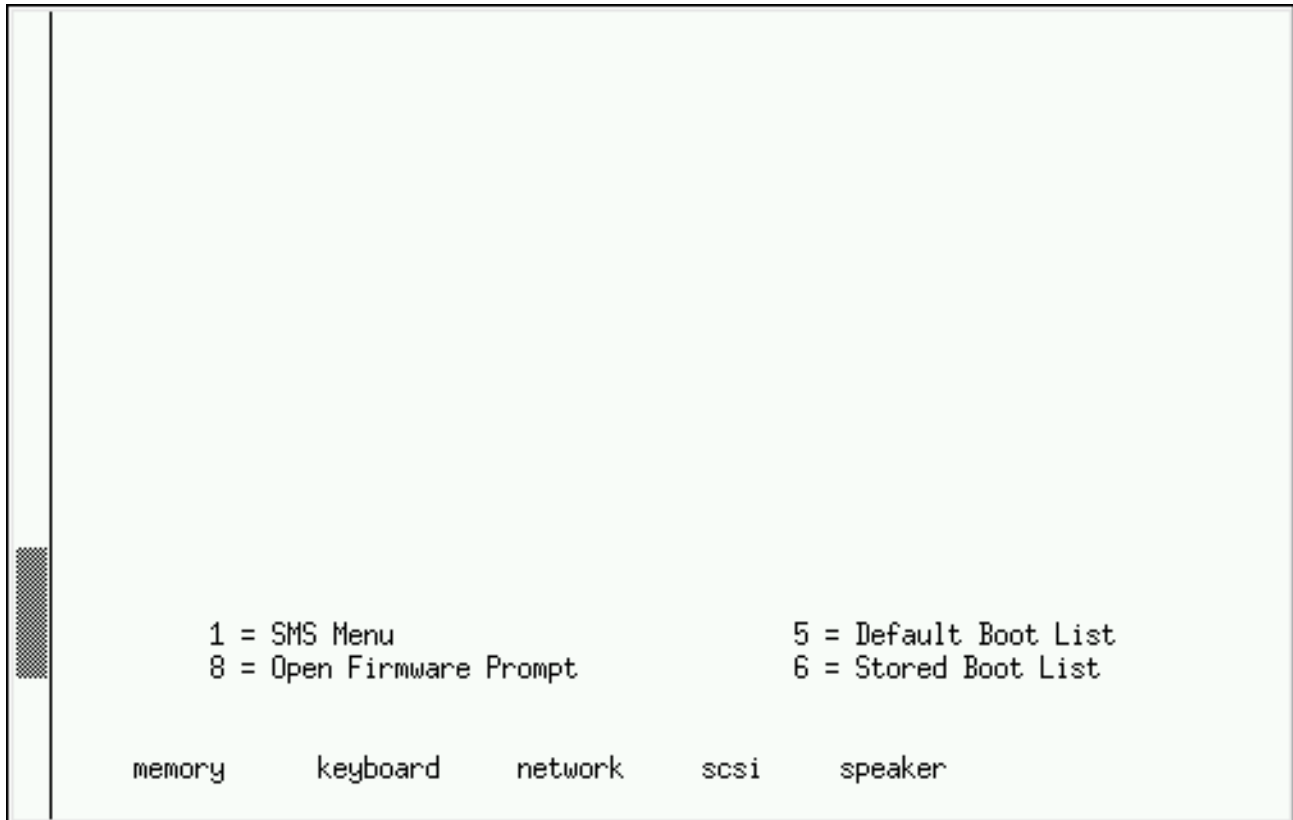 1 = SMS Menu 5 = Default Boot List
8 = Open Firmware Prompt 6 = Stored Boot List
memory keyboard network scsi speaker